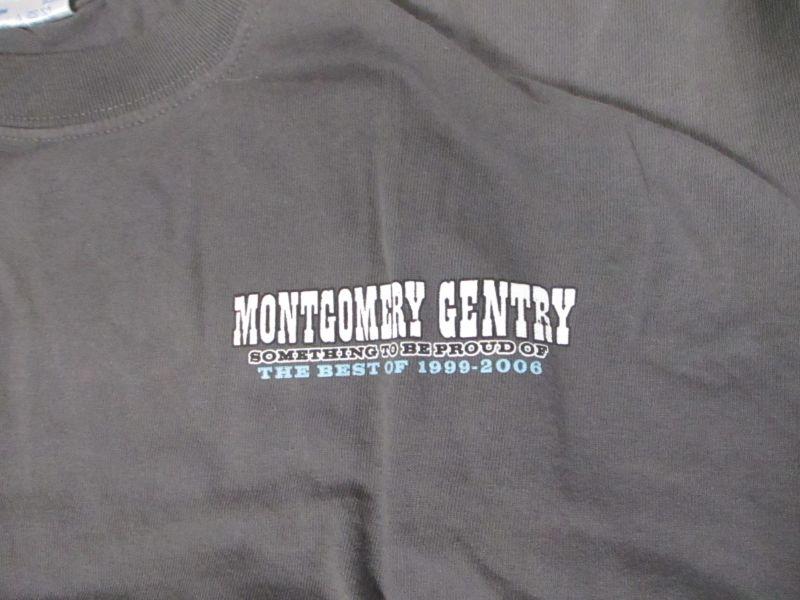 MONTGOMERY GENTRY
SOMETHING TO BE PROUD OF
THE BEST OF 1999-2006